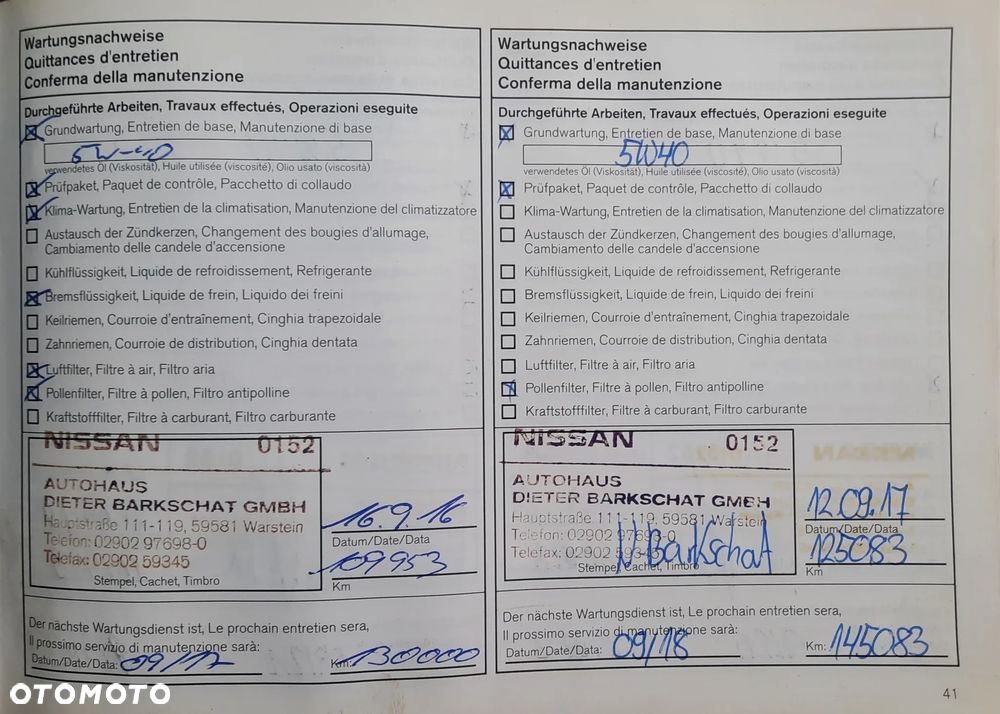 Wartungsnachweise
Quittances d'entretien
Conferma della manutenzione
Durchgeführte Arbeiten, Travaux effectués, Operazioni eseguite
Grundwartung, Entretien de base, Manutenzione di base
5W-40
verwendetes Öl (Viskosität), Huile utilisée (viscosité), Olio usato (viscosità)
Prüfpaket, Paquet de contrôle, Pacchetto di collaudo
Klima-Wartung, Entretien de la climatisation, Manutenzione del climatizzatore
Austausch der Zündkerzen, Changement des bougies d'allumage,
Cambiamento delle candele d'accensione
Kühlflüssigkeit, Liquide de refroidissement, Refrigerante
Bremsflüssigkeit, Liquide de frein, Liquido dei freini
Keilriemen, Courroie d'entraînement, Cinghia trapezoidale
Zahnriemen, Courroie de distribution, Cinghia dentata
Luftfilter, Filtre à air, Filtro aria
Pollenfilter, Filtre à pollen, Filtro antipolline
Kraftstofffilter, Filtre à carburant, Filtro carburante
NISSAN 0152
AUTOHAUS
DIETER BARKSCHAT GMBH
Hauptstraße 111-119, 59581 Warstein
Telefon: 02902 97698-0
Telefax: 02902 59345
Stempel, Cachet, Timbro
16.9.16
Datum/Date/Data
109953
Km
Der nächste Wartungsdienst ist, Le prochain entretien sera,
Il prossimo servizio di manutenzione sarà:
Datum/Date/Data: 09/17 Km: 130000
Wartungsnachweise
Quittances d'entretien
Conferma della manutenzione
Durchgeführte Arbeiten, Travaux effectués, Operazioni eseguite
Grundwartung, Entretien de base, Manutenzione di base
5W40
verwendetes Öl (Viskosität), Huile utilisée (viscosité), Olio usato (viscosità)
Prüfpaket, Paquet de contrôle, Pacchetto di collaudo
Klima-Wartung, Entretien de la climatisation, Manutenzione del climatizzatore
Austausch der Zündkerzen, Changement des bougies d'allumage,
Cambiamento delle candele d'accensione
Kühlflüssigkeit, Liquide de refroidissement, Refrigerante
Bremsflüssigkeit, Liquide de frein, Liquido dei freini
Keilriemen, Courroie d'entraînement, Cinghia trapezoidale
Zahnriemen, Courroie de distribution, Cinghia dentata
Luftfilter, Filtre à air, Filtro aria
Pollenfilter, Filtre à pollen, Filtro antipolline
Kraftstofffilter, Filtre à carburant, Filtro carburante
NISSAN 0152
AUTOHAUS
DIETER BARKSCHAT GMBH
Hauptstraße 111-119, 59581 Warstein
Telefon: 02902 97698-0
Telefax: 02902 59345
Barkschat
Stempel, Cachet, Timbro
12.09.17
Datum/Date/Data
125083
Km
Der nächste Wartungsdienst ist, Le prochain entretien sera,
Il prossimo servizio di manutenzione sarà:
Datum/Date/Data: 09/18 Km: 145083
41
OTOMOTO